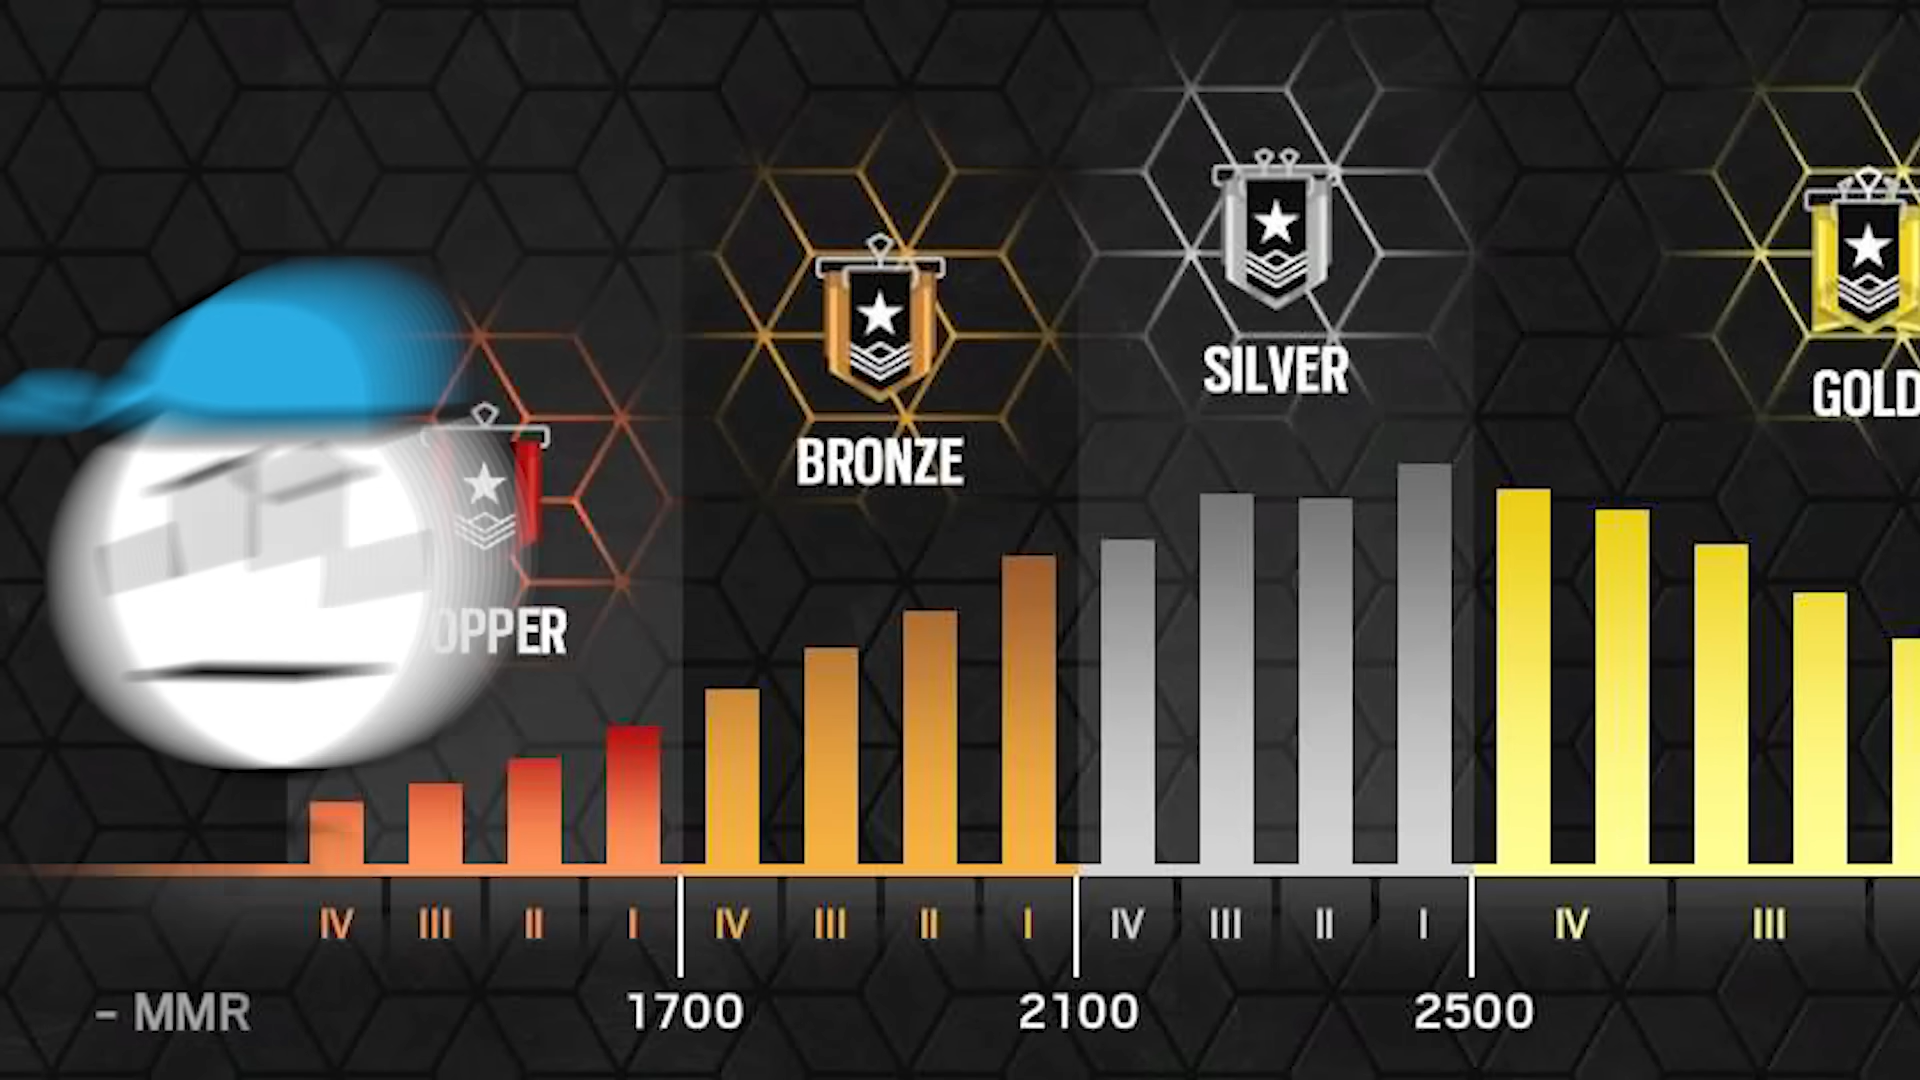 SILVER
GOLD
BRONZE
OPPER
IV III II I IV III II I IV III II I IV III
- MMR 1700 2100 2500